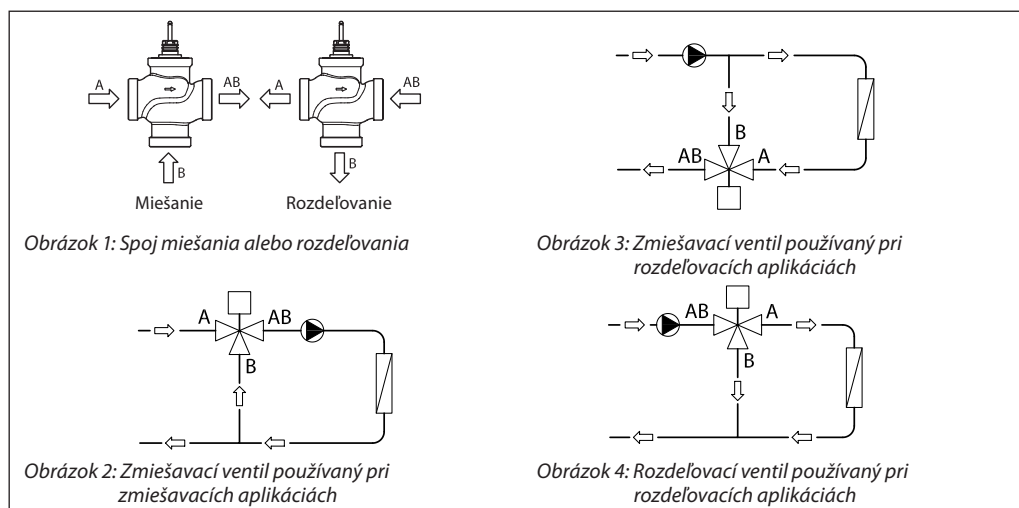 A
AB
A
AB
B
B
Miešanie
Rozdeľovanie
Obrázok 1: Spoj miešania alebo rozdeľovania
B
AB
A
Obrázok 3: Zmiešavací ventil používaný pri
rozdeľovacích aplikáciách
A
AB
B
Obrázok 2: Zmiešavací ventil používaný pri
zmiešavacích aplikáciách
AB
A
B
Obrázok 4: Rozdeľovací ventil používaný pri
rozdeľovacích aplikáciách